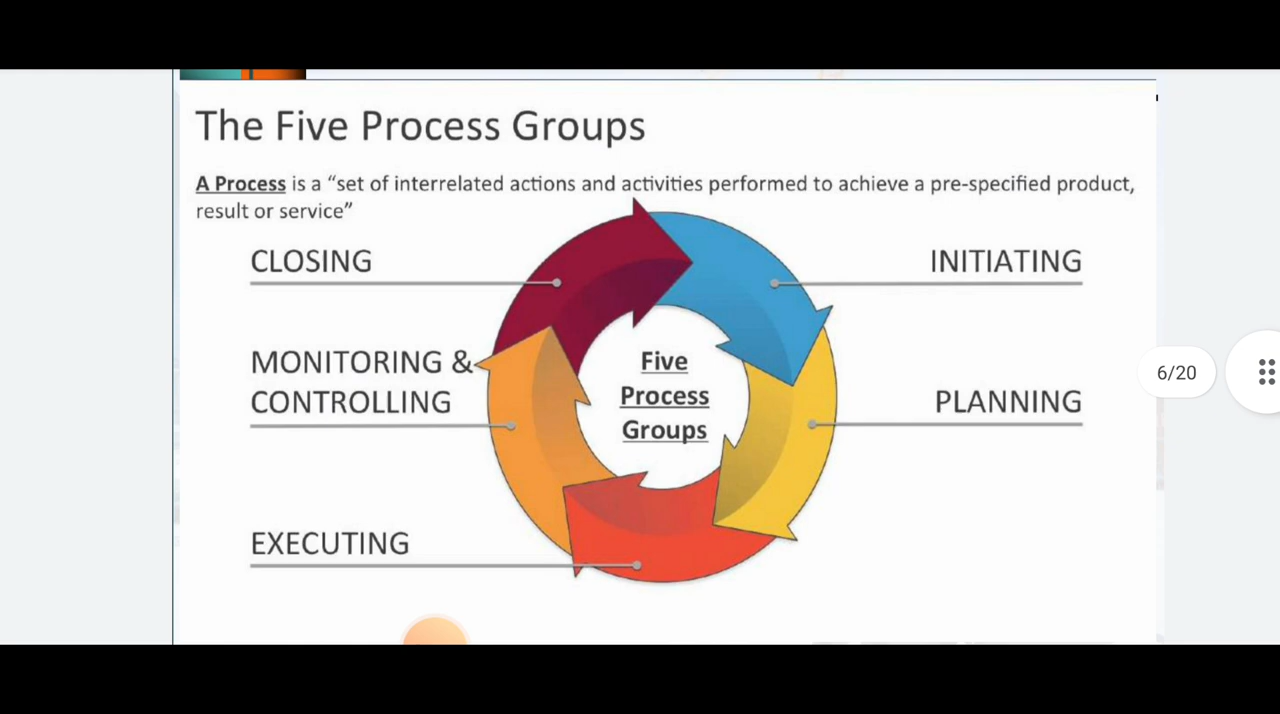 The Five Process Groups
A Process is a “set of interrelated actions and activities performed to achieve a pre-specified product,
result or service”
CLOSING
INITIATING
MONITORING &
CONTROLLING
Five
Process
Groups
PLANNING
EXECUTING
6/20